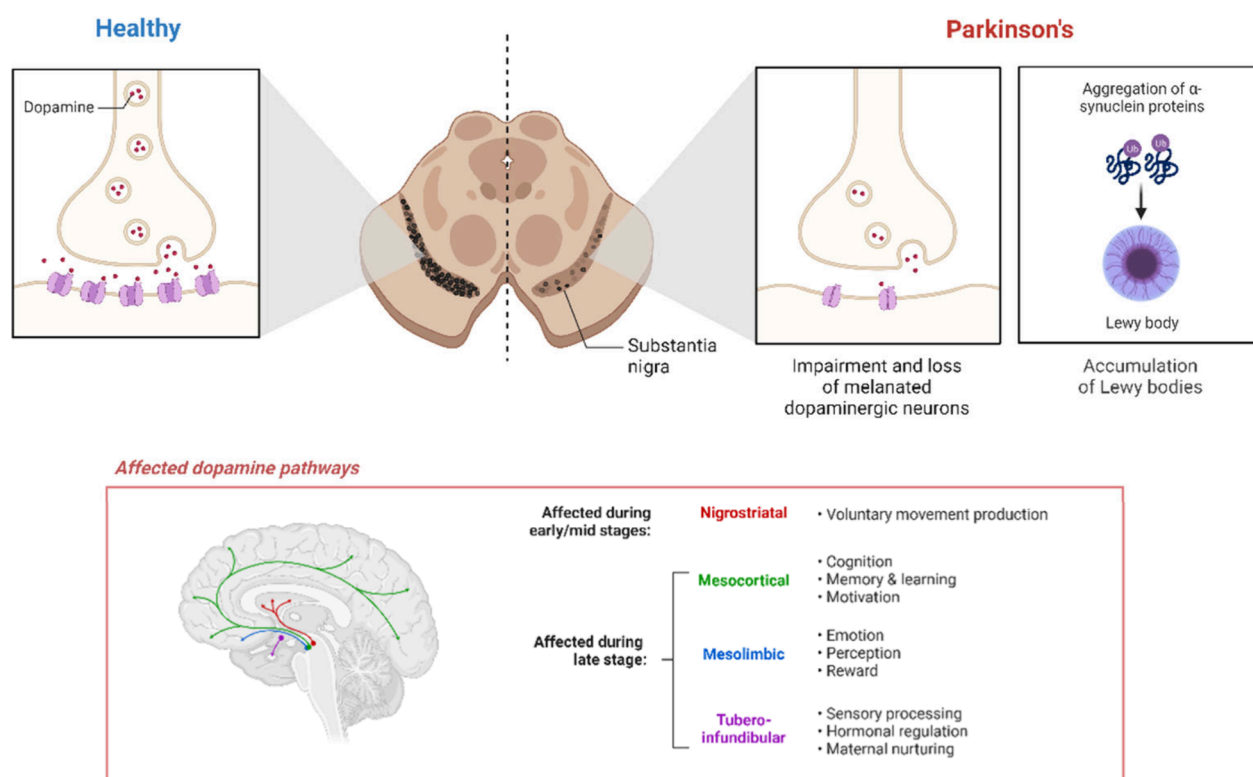 Healthy
Parkinson's
Dopamine
Substantia
nigra
Impairment and loss
of melanated
dopaminergic neurons
Aggregation of α-
synuclein proteins
Ub
Ub
Lewy body
Accumulation
of Lewy bodies
Affected dopamine pathways
Affected during
early/mid stages:
Nigrostriatal
• Voluntary movement production
Affected during
late stage:
Mesocortical
• Cognition
• Memory & learning
• Motivation
Mesolimbic
• Emotion
• Perception
• Reward
Tubero-
infundibular
• Sensory processing
• Hormonal regulation
• Maternal nurturing